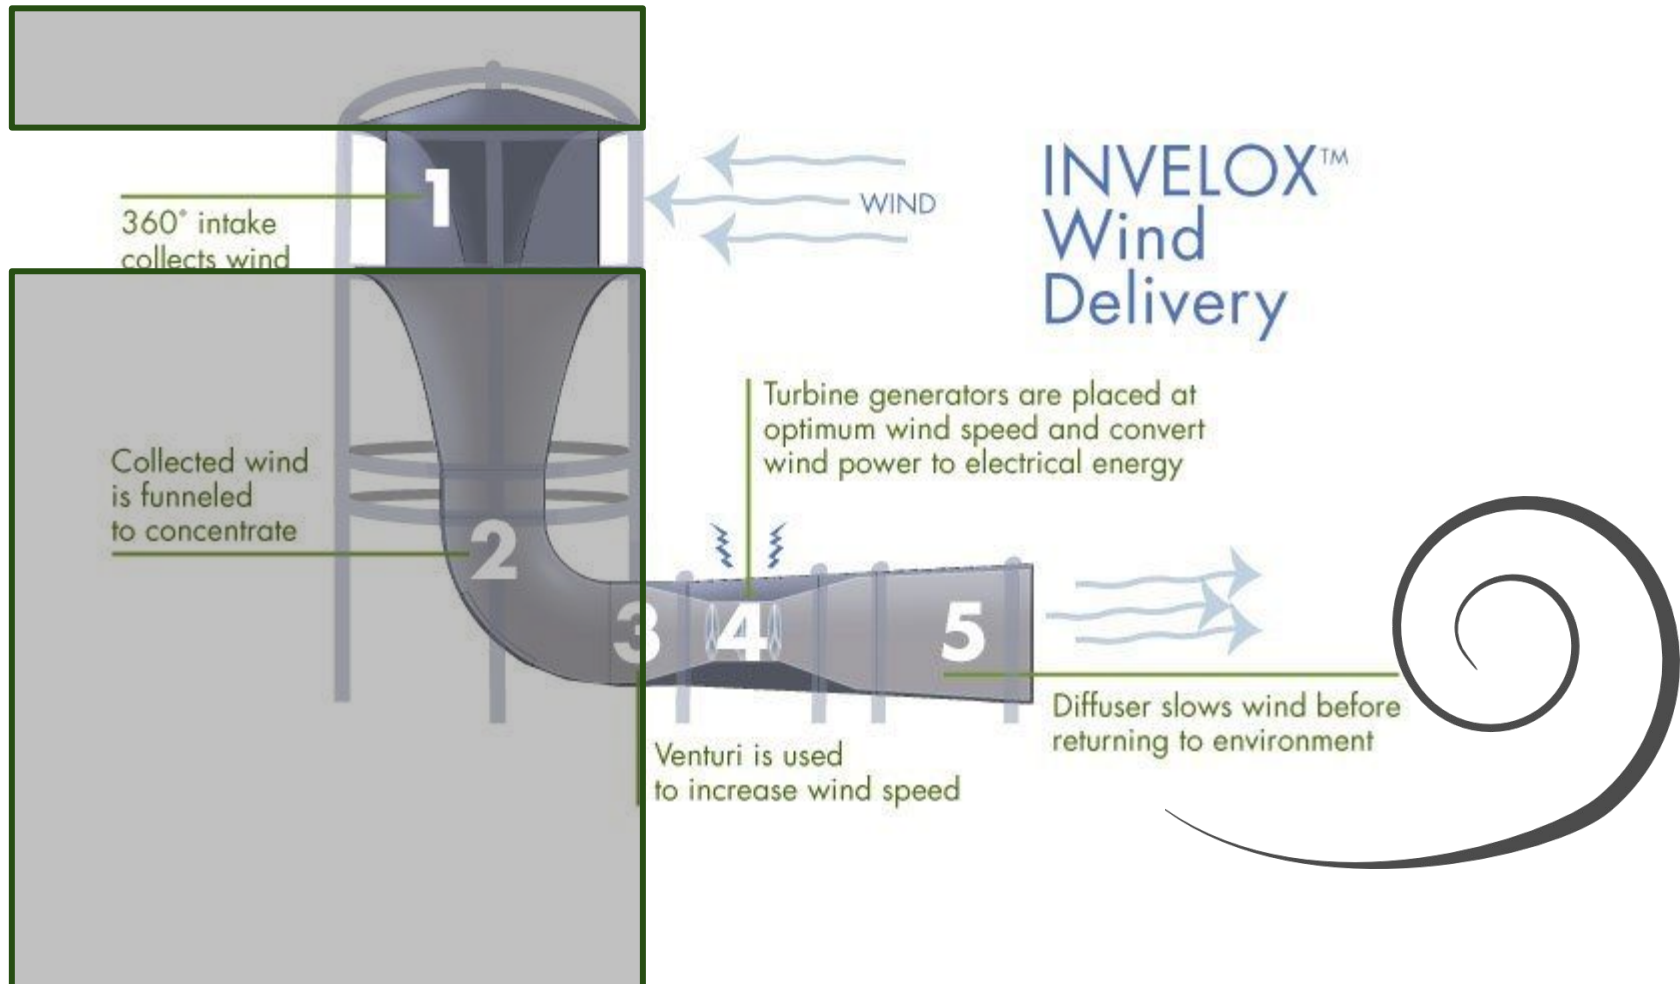 1
360° intake
collects wind
WIND
INVELOX™
Wind
Delivery
Turbine generators are placed at
optimum wind speed and convert
wind power to electrical energy
Collected wind
is funneled
to concentrate
2
3
4
5
Diffuser slows wind before
returning to environment
Venturi is used
to increase wind speed